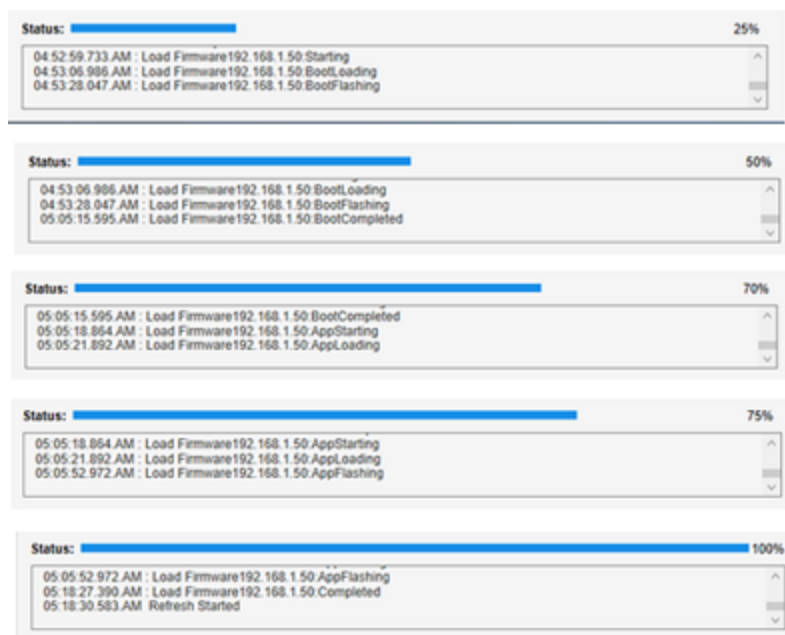 Status: 25%
04:52:59.733.AM : Load Firmware192.168.1.50:Starting
04:53:06.986.AM : Load Firmware192.168.1.50:BootLoading
04:53:28.047.AM : Load Firmware192.168.1.50:BootFlashing
Status: 50%
04:53:06.986.AM : Load Firmware192.168.1.50:BootLoading
04:53:28.047.AM : Load Firmware192.168.1.50:BootFlashing
05:05:15.595.AM : Load Firmware192.168.1.50:BootCompleted
Status: 70%
05:05:15.595.AM : Load Firmware192.168.1.50:BootCompleted
05:05:18.864.AM : Load Firmware192.168.1.50:AppStarting
05:05:21.892.AM : Load Firmware192.168.1.50:AppLoading
Status: 75%
05:05:18.864.AM : Load Firmware192.168.1.50:AppStarting
05:05:21.892.AM : Load Firmware192.168.1.50:AppLoading
05:05:52.972.AM : Load Firmware192.168.1.50:AppFlashing
Status: 100%
05:05:52.972.AM : Load Firmware192.168.1.50:AppFlashing
05:18:27.390.AM : Load Firmware192.168.1.50:Completed
05:18:30.583.AM Refresh Started